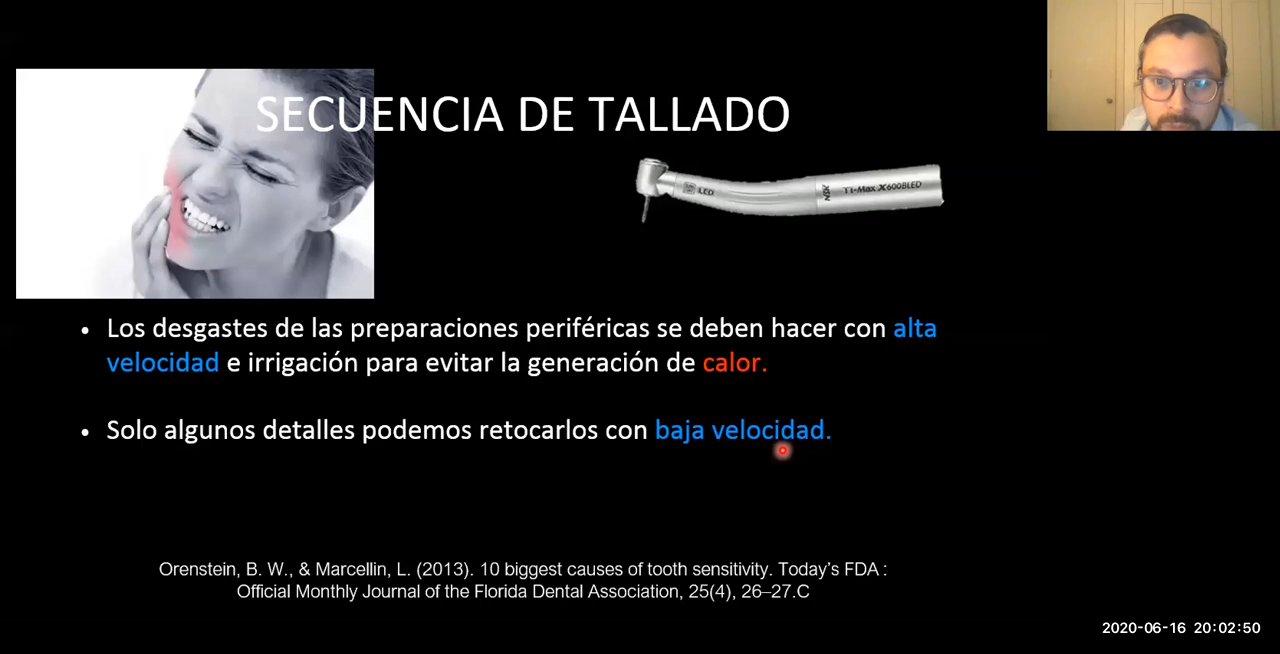 SECUENCIA DE TALLADO
LED
NSK
Ti-Max X600BLED
• Los desgastes de las preparaciones periféricas se deben hacer con alta
velocidad e irrigación para evitar la generación de calor.
• Solo algunos detalles podemos retocarlos con baja velocidad.
Orenstein, B. W., & Marcellin, L. (2013). 10 biggest causes of tooth sensitivity. Today's FDA :
Official Monthly Journal of the Florida Dental Association, 25(4), 26–27.C
2020-06-16 20:02:50